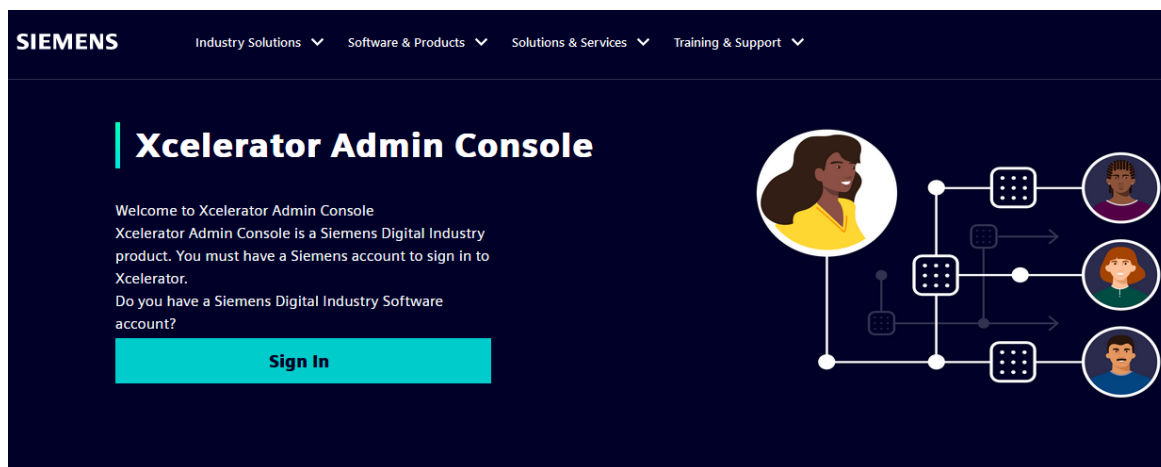 SIEMENS
Industry Solutions
Software & Products
Solutions & Services
Training & Support
Xcelerator Admin Console
Welcome to Xcelerator Admin Console
Xcelerator Admin Console is a Siemens Digital Industry
product. You must have a Siemens account to sign in to
Xcelerator.
Do you have a Siemens Digital Industry Software
account?
Sign In